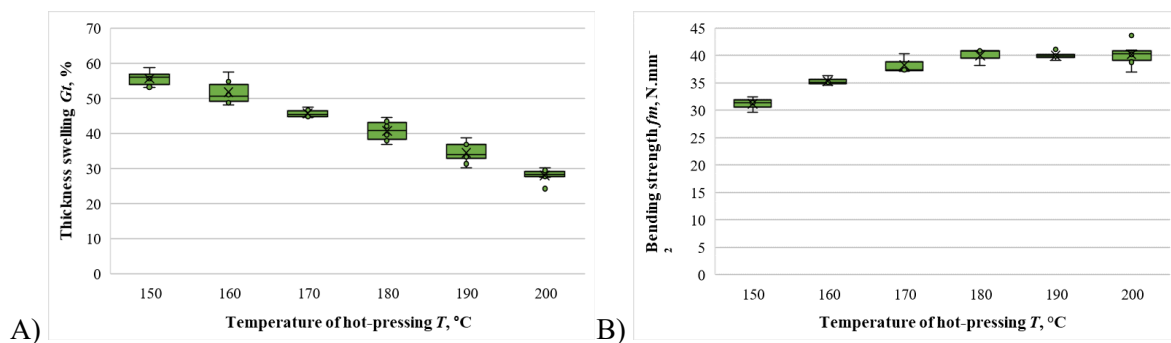 70
60
50
40
30
20
10
0
Thickness swelling Gt, %
150 160 170 180 190 200
Temperature of hot-pressing T, °C
A)
45
40
35
30
25
20
15
10
5
0
Bending strength fm, N.mm-
2
150 160 170 180 190 200
Temperature of hot-pressing T, °C
B)